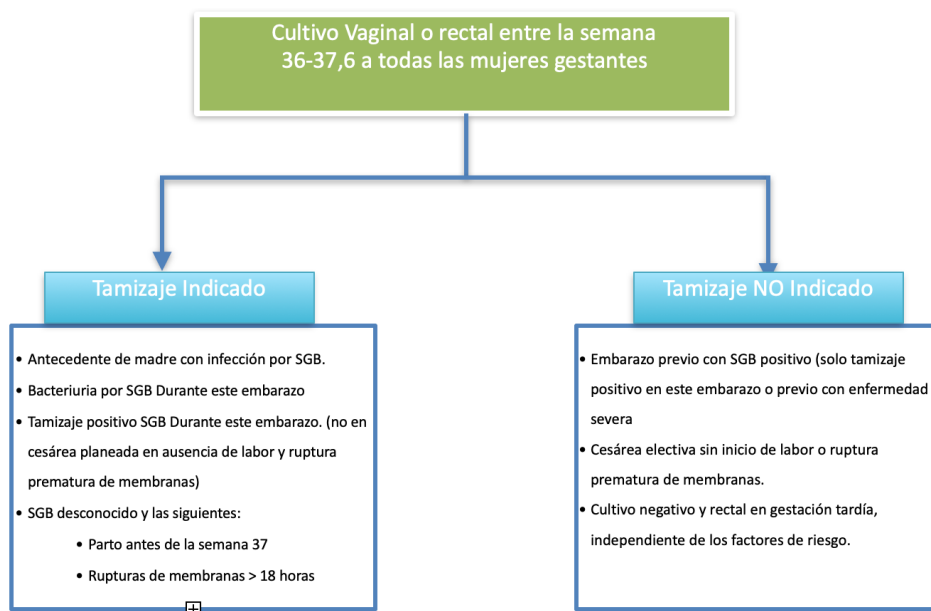 Cultivo Vaginal o rectal entre la semana
36-37,6 a todas las mujeres gestantes
Tamizaje Indicado
• Antecedente de madre con infección por SGB.
• Bacteriuria por SGB Durante este embarazo
• Tamizaje positivo SGB Durante este embarazo. (no en
cesárea planeada en ausencia de labor y ruptura
prematura de membranas)
• SGB desconocido y las siguientes:
• Parto antes de la semana 37
• Rupturas de membranas > 18 horas
Tamizaje NO Indicado
• Embarazo previo con SGB positivo (solo tamizaje
positivo en este embarazo o previo con enfermedad
severa
• Cesárea electiva sin inicio de labor o ruptura
prematura de membranas.
• Cultivo negativo y rectal en gestación tardía,
independiente de los factores de riesgo.